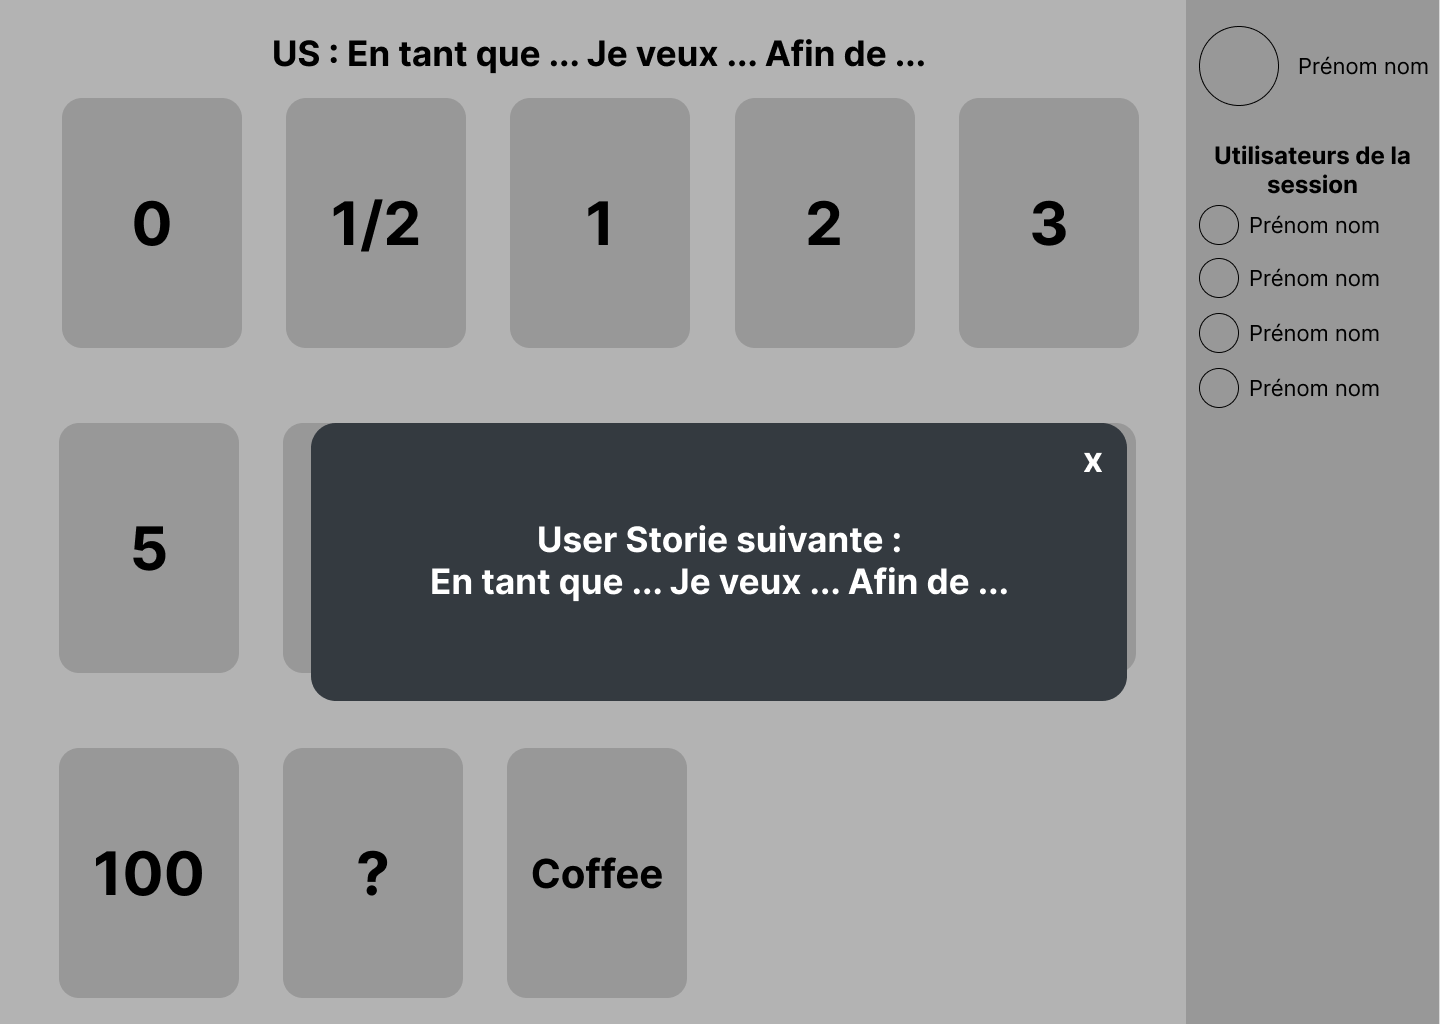 US : En tant que ... Je veux ... Afin de ...
0
1/2
1
2
3
5
x
User Storie suivante :
En tant que ... Je veux ... Afin de ...
100
?
Coffee
Prénom nom
Utilisateurs de la
session
Prénom nom
Prénom nom
Prénom nom
Prénom nom